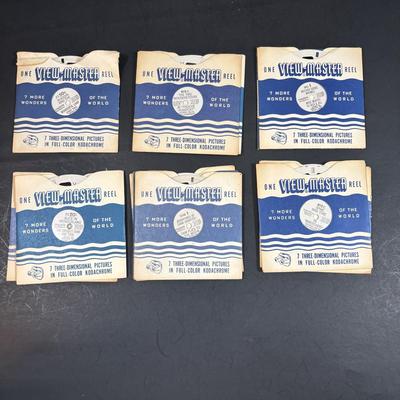 ONE VIEW-MASTER REEL
7 MORE WONDERS OF THE WORLD
7 THREE-DIMENSIONAL PICTURES
IN FULL-COLOR KODACHROME
ONE VIEW-MASTER REEL
7 MORE WONDERS OF THE WORLD
7 THREE-DIMENSIONAL PICTURES
IN FULL-COLOR KODACHROME
ONE VIEW-MASTER REEL
7 MORE WONDERS OF THE WORLD
7 THREE-DIMENSIONAL PICTURES
IN FULL-COLOR KODACHROME
ONE VIEW-MASTER REEL
7 MORE WONDERS OF THE WORLD
7 THREE-DIMENSIONAL PICTURES
IN FULL-COLOR KODACHROME
ONE VIEW-MASTER REEL
7 MORE WONDERS OF THE WORLD
7 THREE-DIMENSIONAL PICTURES
IN FULL-COLOR KODACHROME
ONE VIEW-MASTER REEL
7 MORE WONDERS OF THE WORLD
7 THREE-DIMENSIONAL PICTURES
IN FULL-COLOR KODACHROME